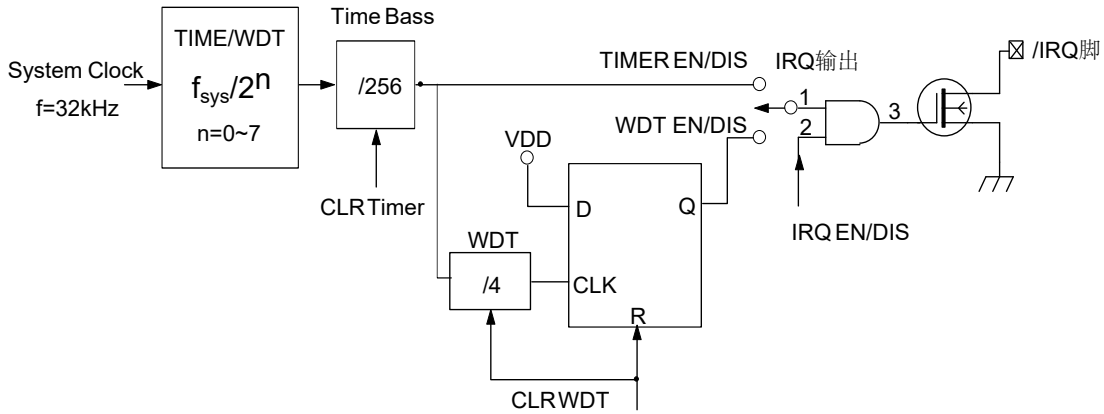 Time Bass
TIME/WDT
System Clock
f=32kHz
fsys/2n
n=0~7
/256
TIMER EN/DIS
IRQ输出
/IRQ脚
1
2
3
WDT EN/DIS
VDD
CLR Timer
D
Q
IRQ EN/DIS
WDT
/4
CLK
R
CLR WDT